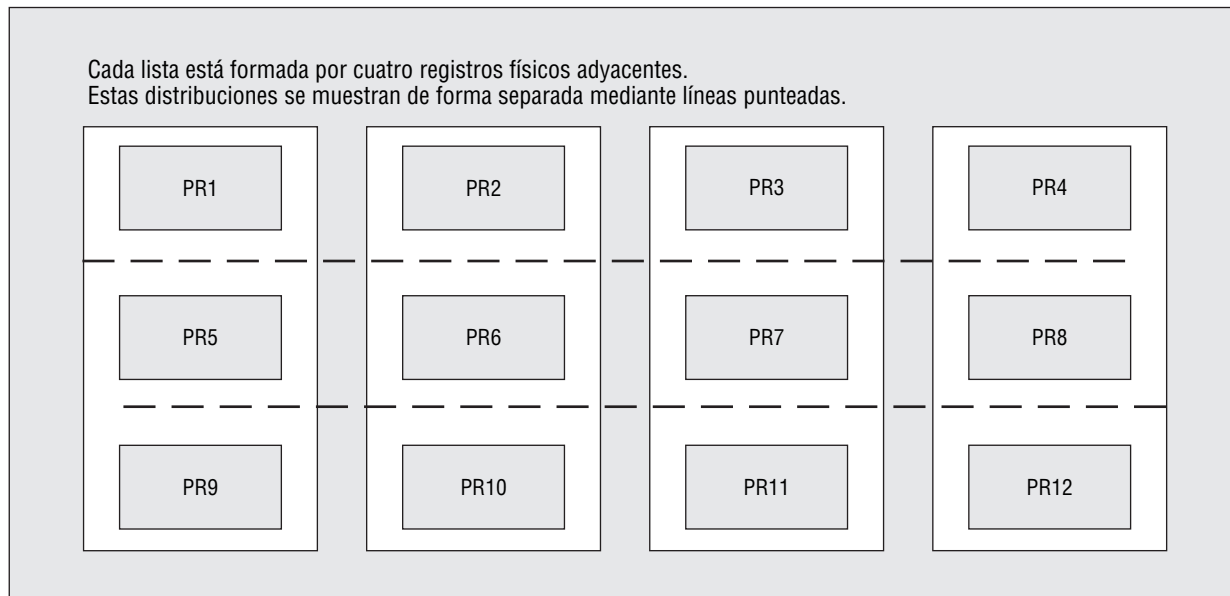 Cada lista está formada por cuatro registros físicos adyacentes.
Estas distribuciones se muestran de forma separada mediante líneas punteadas.
PR1
PR2
PR3
PR4
PR5
PR6
PR7
PR8
PR9
PR10
PR11
PR12